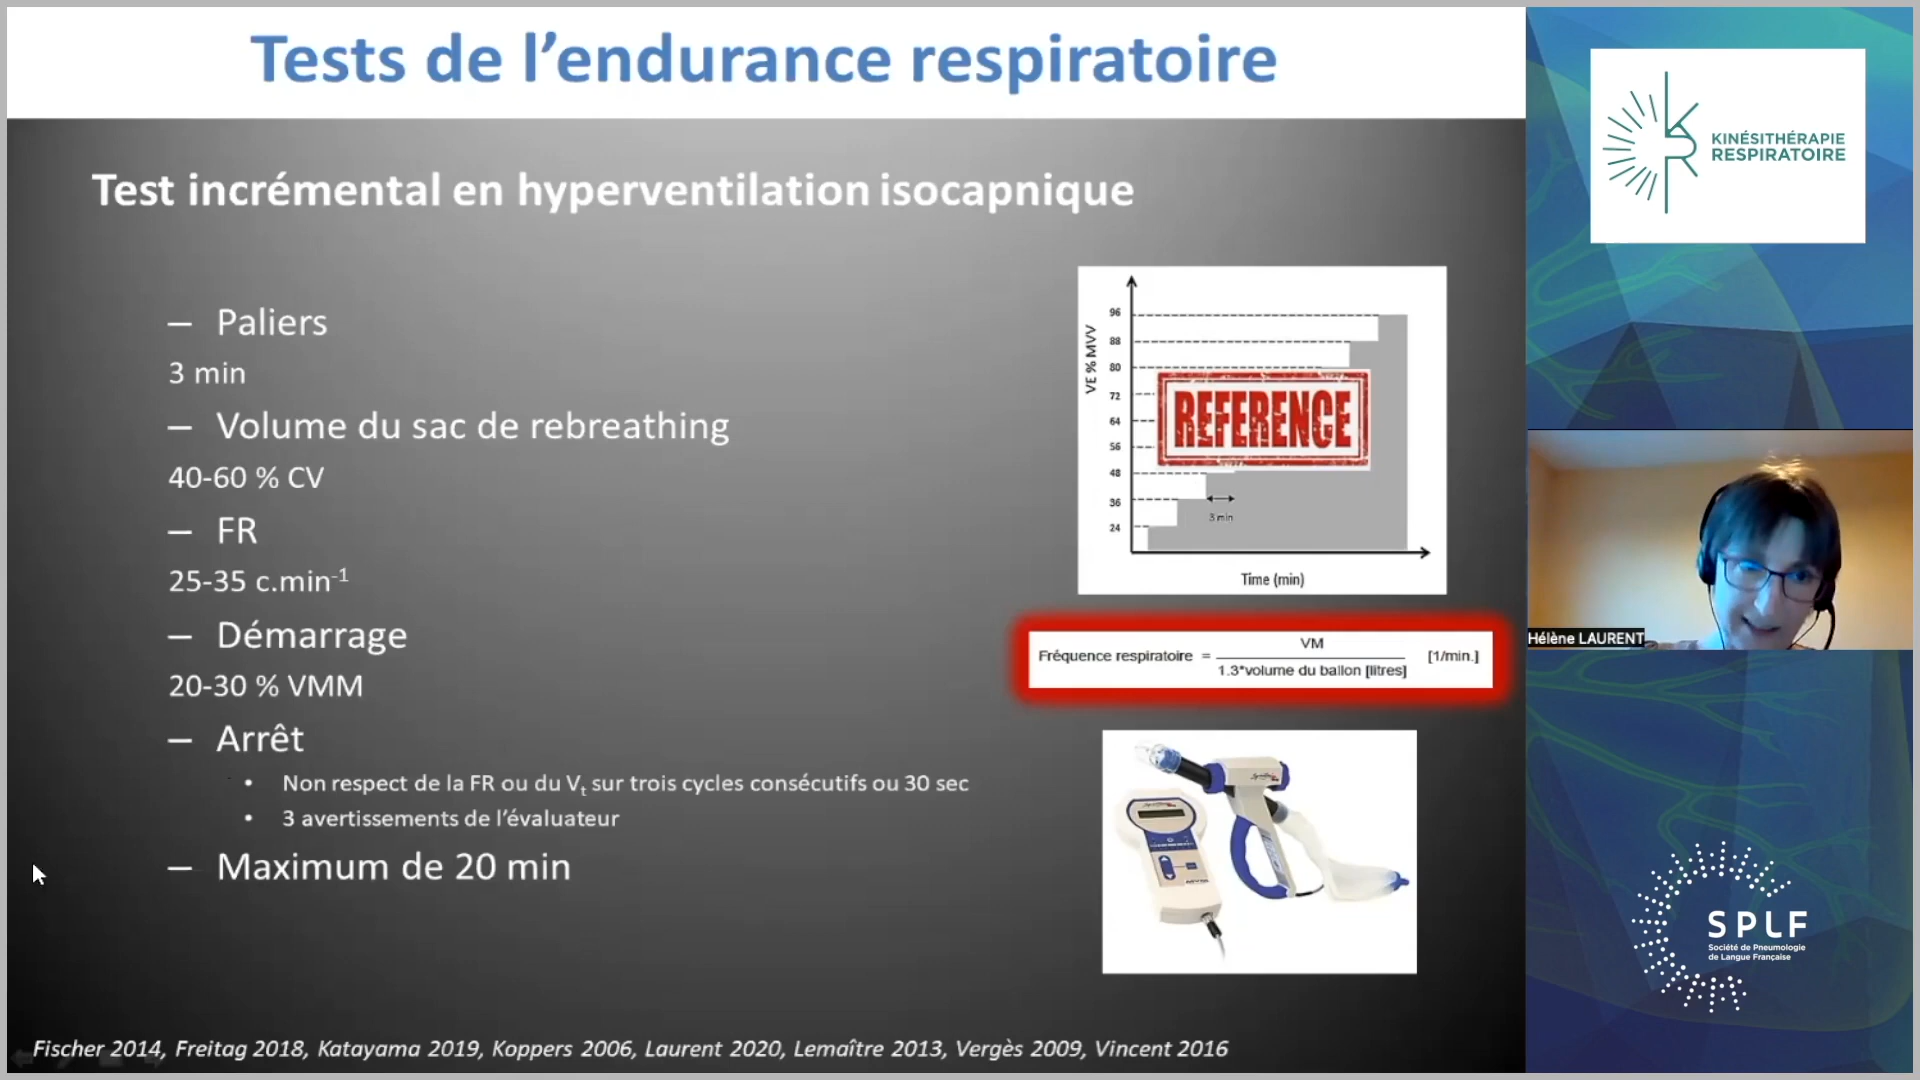 Tests de l’endurance respiratoire
Test incrémental en hyperventilation isocapnique
– Paliers
3 min
– Volume du sac de rebreathing
40-60 % CV
– FR
25-35 c.min-1
– Démarrage
20-30 % VMM
– Arrêt
• Non respect de la FR ou du Vt sur trois cycles consécutifs ou 30 sec
• 3 avertissements de l’évaluateur
– Maximum de 20 min
VE % MVV
96
88
80
72
64
56
48
36
24
REFERENCE
3 min
Time (min)
Fréquence respiratoire = VM
1.3*volume du ballon [litres]
[1/min.]
Fischer 2014, Freitag 2018, Katayama 2019, Koppers 2006, Laurent 2020, Lemaître 2013, Vergès 2009, Vincent 2016
KINÉSITHÉRAPIE
RESPIRATOIRE
Hélène LAURENT
SPLF
Société de Pneumologie
de Langue Française